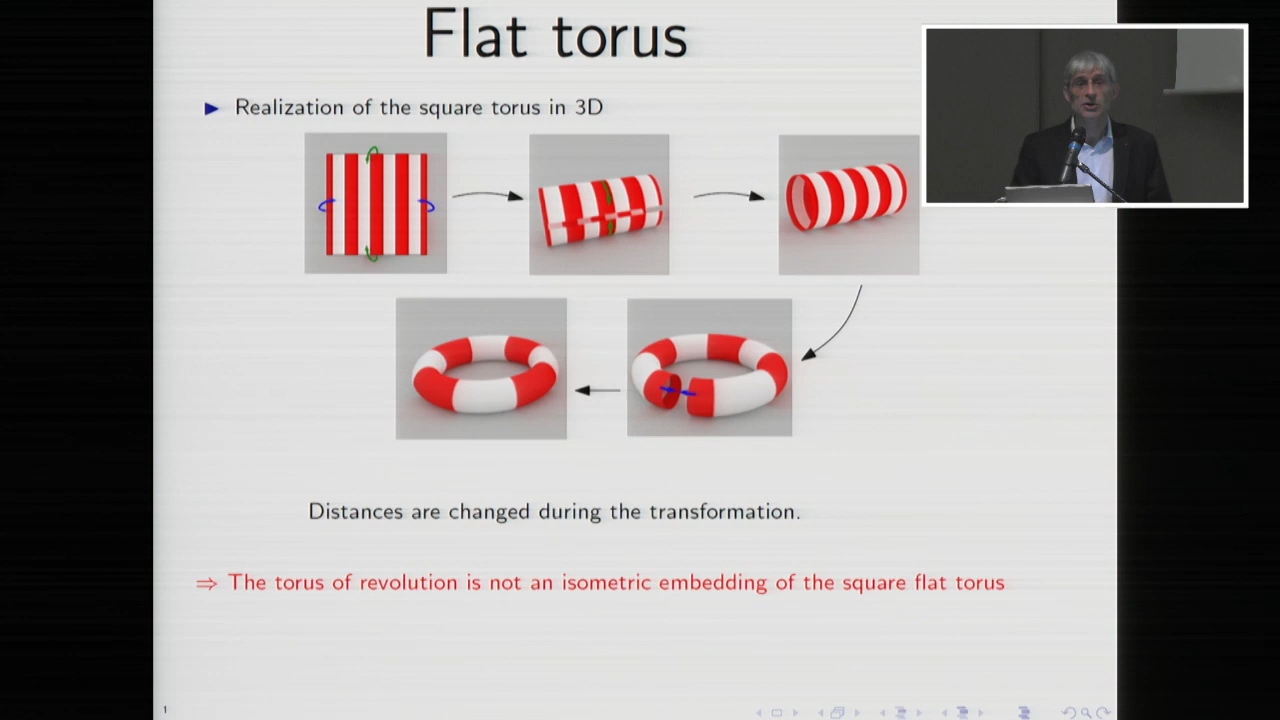 Flat torus
Realization of the square torus in 3D
Distances are changed during the transformation.
⇒ The torus of revolution is not an isometric embedding of the square flat torus
1